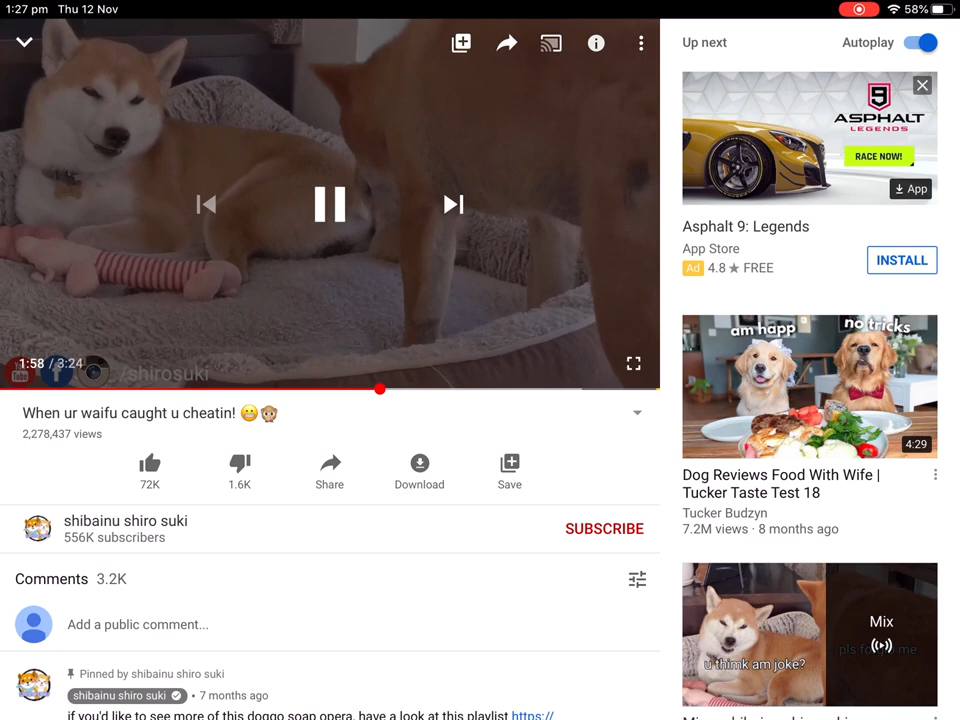 1:27 pm Thu 12 Nov
58%
1:58 / 3:24
/shirosuki
When ur waifu caught u cheatin! 😬🙊
2,278,437 views
72K
1.6K
Share
Download
Save
shibainu shiro suki
556K subscribers
SUBSCRIBE
Comments 3.2K
Add a public comment...
Pinned by shibainu shiro suki
shibainu shiro suki • 7 months ago
if you'd like to see more of this doggo soap opera, have a look at this playlist https://
Up next
Autoplay
9
ASPHALT
LEGENDS
RACE NOW!
App
Asphalt 9: Legends
App Store
Ad 4.8 ★ FREE
INSTALL
am happ
no tricks
4:29
Dog Reviews Food With Wife |
Tucker Taste Test 18
Tucker Budzyn
7.2M views · 8 months ago
Mix
u thimk am joke?